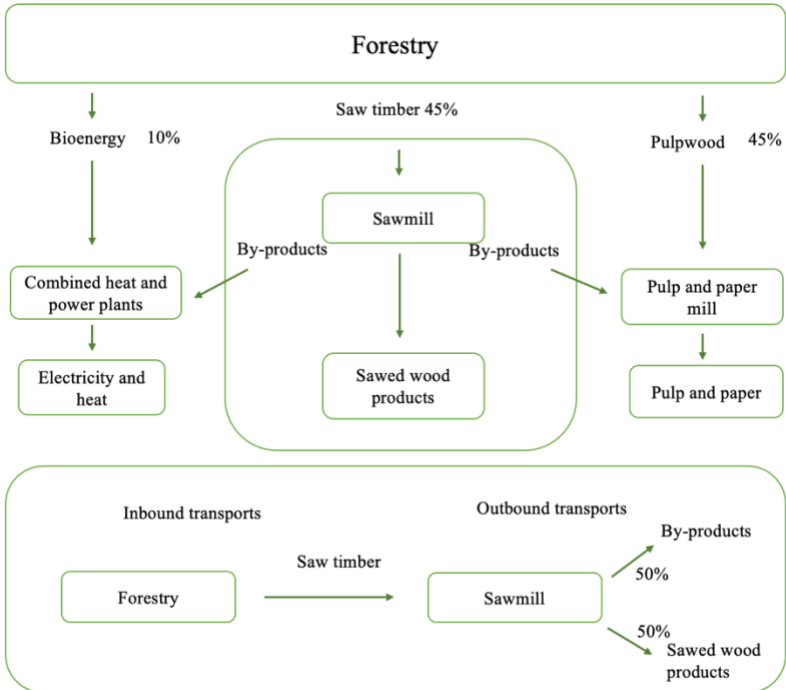 Forestry
Saw timber 45%
Bioenergy 10%
Pulpwood 45%
Sawmill
By-products
By-products
Combined heat and
power plants
Pulp and paper
mill
Electricity and
heat
Sawed wood
products
Pulp and paper
Inbound transports
Outbound transports
By-products
Saw timber
50%
Forestry
Sawmill
50%
Sawed wood
products